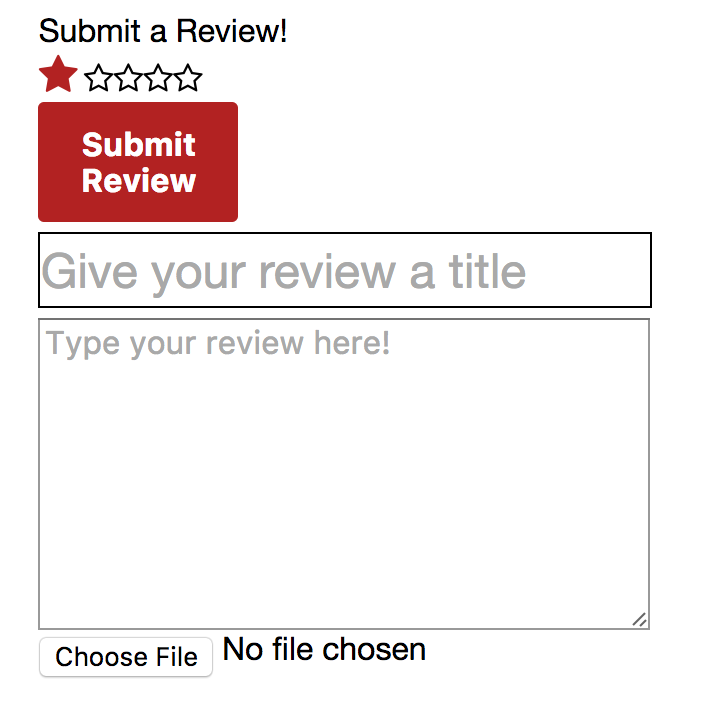 Submit a Review!
Submit
Review
Give your review a title
Type your review here!
Choose File No file chosen